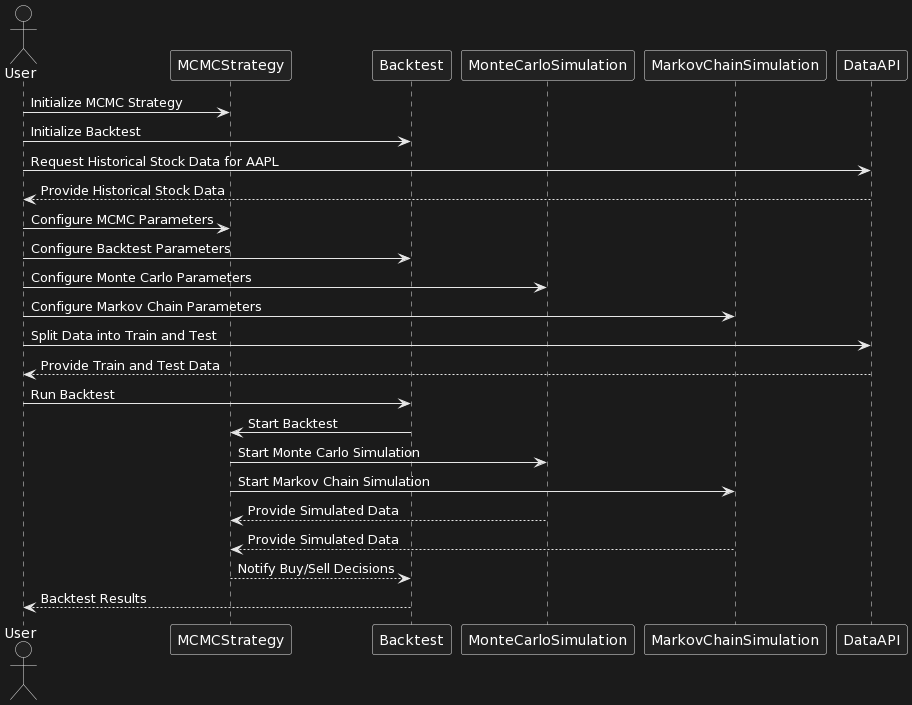 User
MCMCStrategy
Backtest
MonteCarloSimulation
MarkovChainSimulation
DataAPI
Initialize MCMC Strategy
Initialize Backtest
Request Historical Stock Data for AAPL
Provide Historical Stock Data
Configure MCMC Parameters
Configure Backtest Parameters
Configure Monte Carlo Parameters
Configure Markov Chain Parameters
Split Data into Train and Test
Provide Train and Test Data
Run Backtest
Start Backtest
Start Monte Carlo Simulation
Start Markov Chain Simulation
Provide Simulated Data
Provide Simulated Data
Notify Buy/Sell Decisions
Backtest Results
User
MCMCStrategy
Backtest
MonteCarloSimulation
MarkovChainSimulation
DataAPI